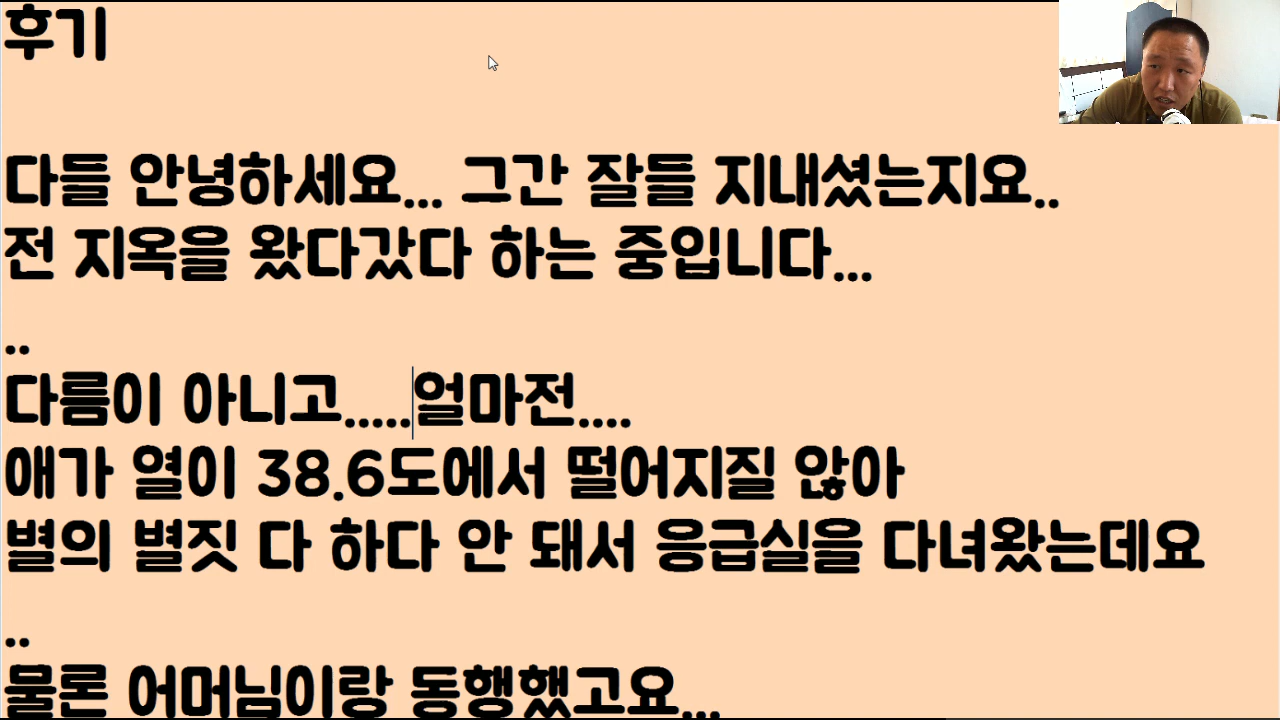 후기
다들 안녕하세요... 그간 잘들 지내셨는지요..
전 지옥을 왔다갔다 하는 중입니다...
..
다름이 아니고.....얼마전....
애가 열이 38.6도에서 떨어지질 않아
별의 별짓 다 하다 안 돼서 응급실을 다녀왔는데요
..
물론 어머님이랑 동행했고요...